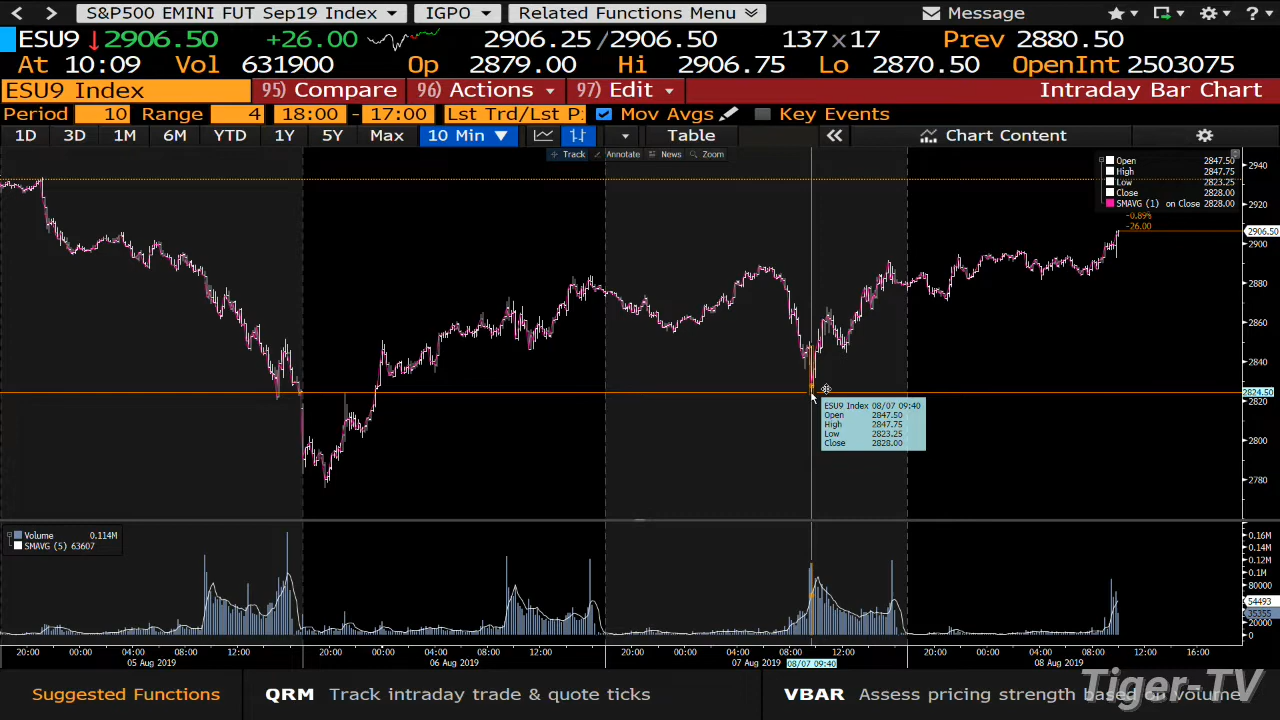 S&P500 EMINI FUT Sep19 Index IGPO Related Functions Menu Message
ESU9 ↓2906.50 +26.00 2906.25/2906.50 137×17 Prev 2880.50
At 10:09 Vol 631900 Op 2879.00 Hi 2906.75 Lo 2870.50 OpenInt 2503075
ESU9 Index 95) Compare 96) Actions 97) Edit Intraday Bar Chart
Period 10 Range 4 18:00 - 17:00 Lst Trd/Lst P Mov Avgs Key Events
1D 3D 1M 6M YTD 1Y 5Y Max 10 Min ▼ Table « Chart Content
Track Annotate News Zoom
Open 2847.50
High 2847.75
Low 2823.25
Close 2828.00
SMAVG (1) on Close 2828.00
-0.89%
-26.00
2940
2920
2906.50
2900
2880
2860
2840
2824.50
2820
2800
2780
ESU9 Index 08/07 09:40
Open 2847.50
High 2847.75
Low 2823.25
Close 2828.00
Volume 0.114M
SMAVG (5) 63607
0.16M
0.14M
0.12M
0.1M
80000
54493
35355
20000
0
20:00 00:00 04:00 08:00 12:00 20:00 00:00 04:00 08:00 12:00 20:00 00:00 04:00 08:00 12:00 20:00 00:00 04:00 08:00 12:00 16:00
05 Aug 2019 06 Aug 2019 07 Aug 2019 08/07 09:40 08 Aug 2019
Suggested Functions QRM Track intraday trade & quote ticks VBAR Assess pricing strength based on volume
Tiger-TV